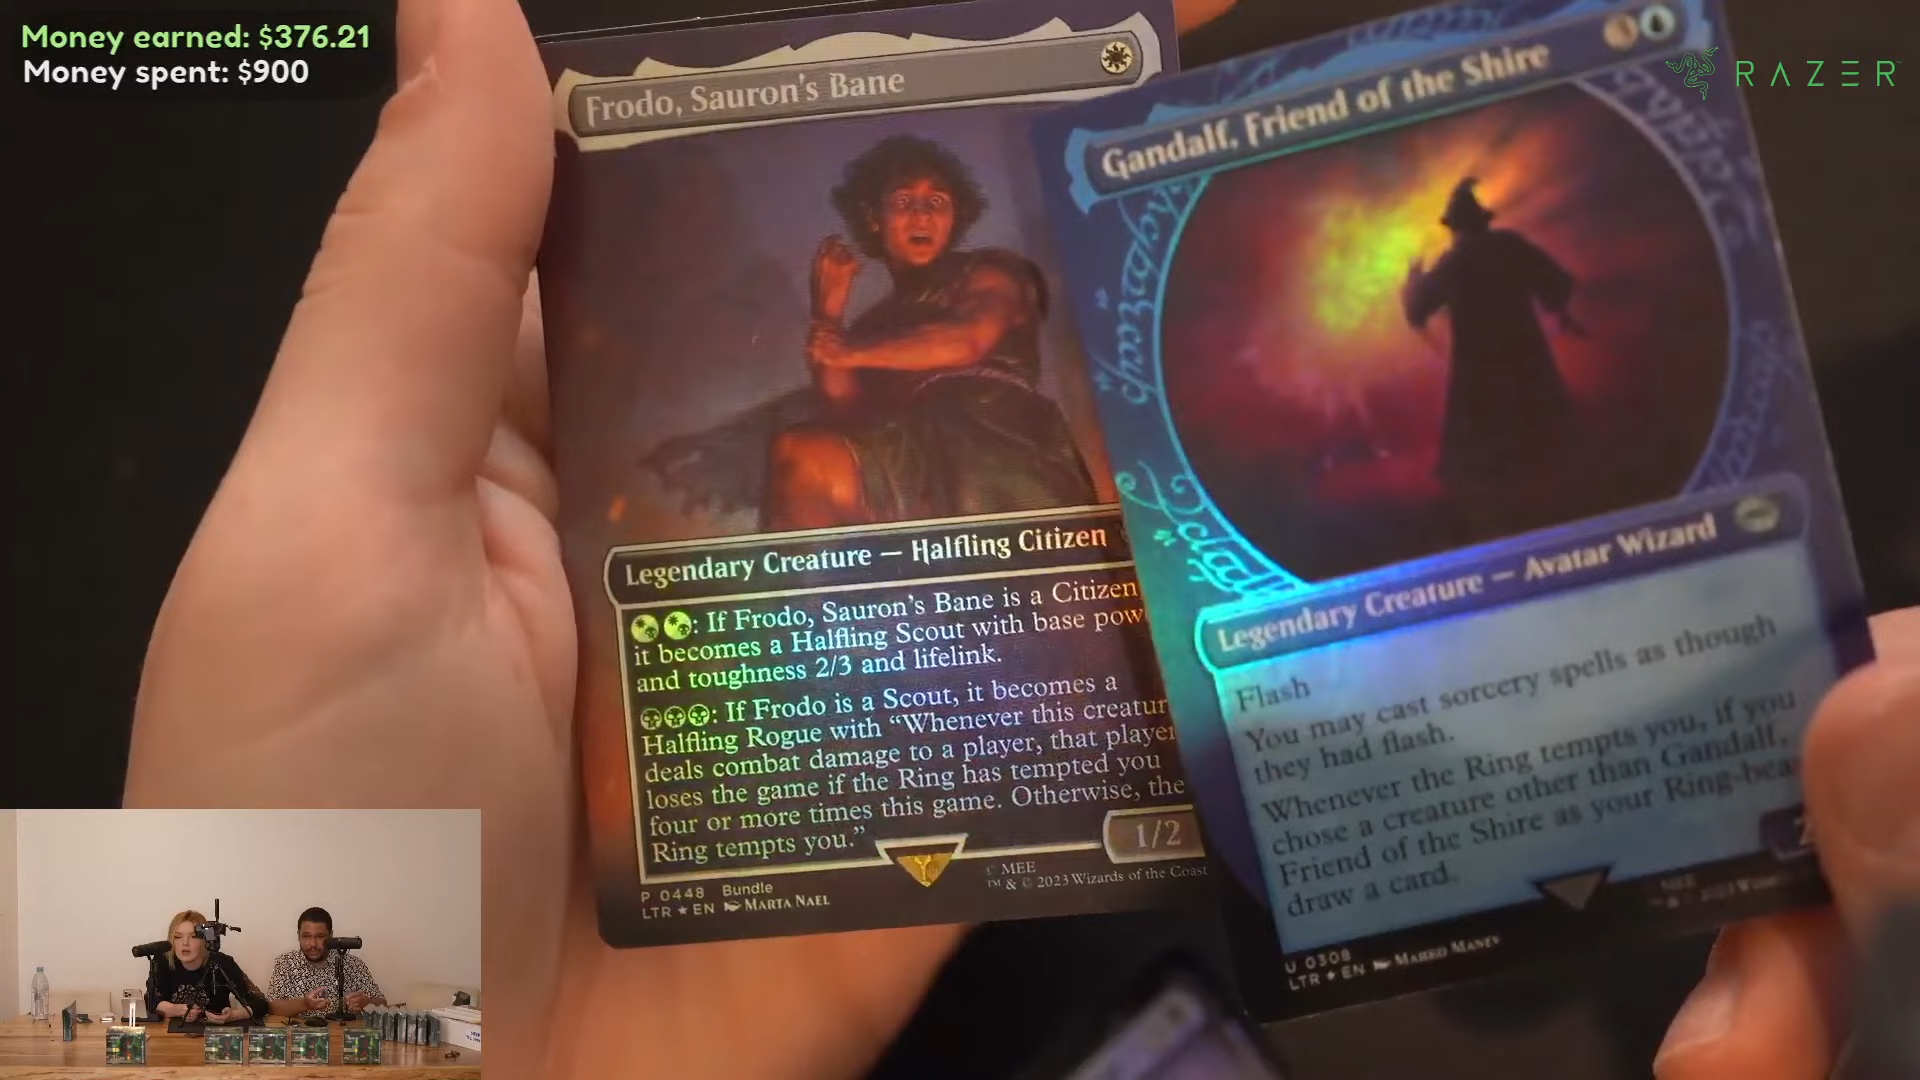 Money earned: $376.21
Money spent: $900
RAZER
Frodo, Sauron's Bane
Legendary Creature — Halfling Citizen
: If Frodo, Sauron's Bane is a Citizen,
it becomes a Halfling Scout with base pow
and toughness 2/3 and lifelink.
: If Frodo is a Scout, it becomes a
Halfling Rogue with “Whenever this creatur
deals combat damage to a player, that player
loses the game if the Ring has tempted you
four or more times this game. Otherwise, the
Ring tempts you.”
1/2
P 0448 Bundle
LTR ★ EN MARTA NAEL
© MEE
™ & © 2023 Wizards of the Coast
Gandalf, Friend of the Shire
Legendary Creature — Avatar Wizard
Flash
You may cast sorcery spells as though
they had flash.
Whenever the Ring tempts you, if you
chose a creature other than Gandalf,
Friend of the Shire as your Ring-bea
draw a card.
U 0308
LTR ★ EN MARKO MANEV